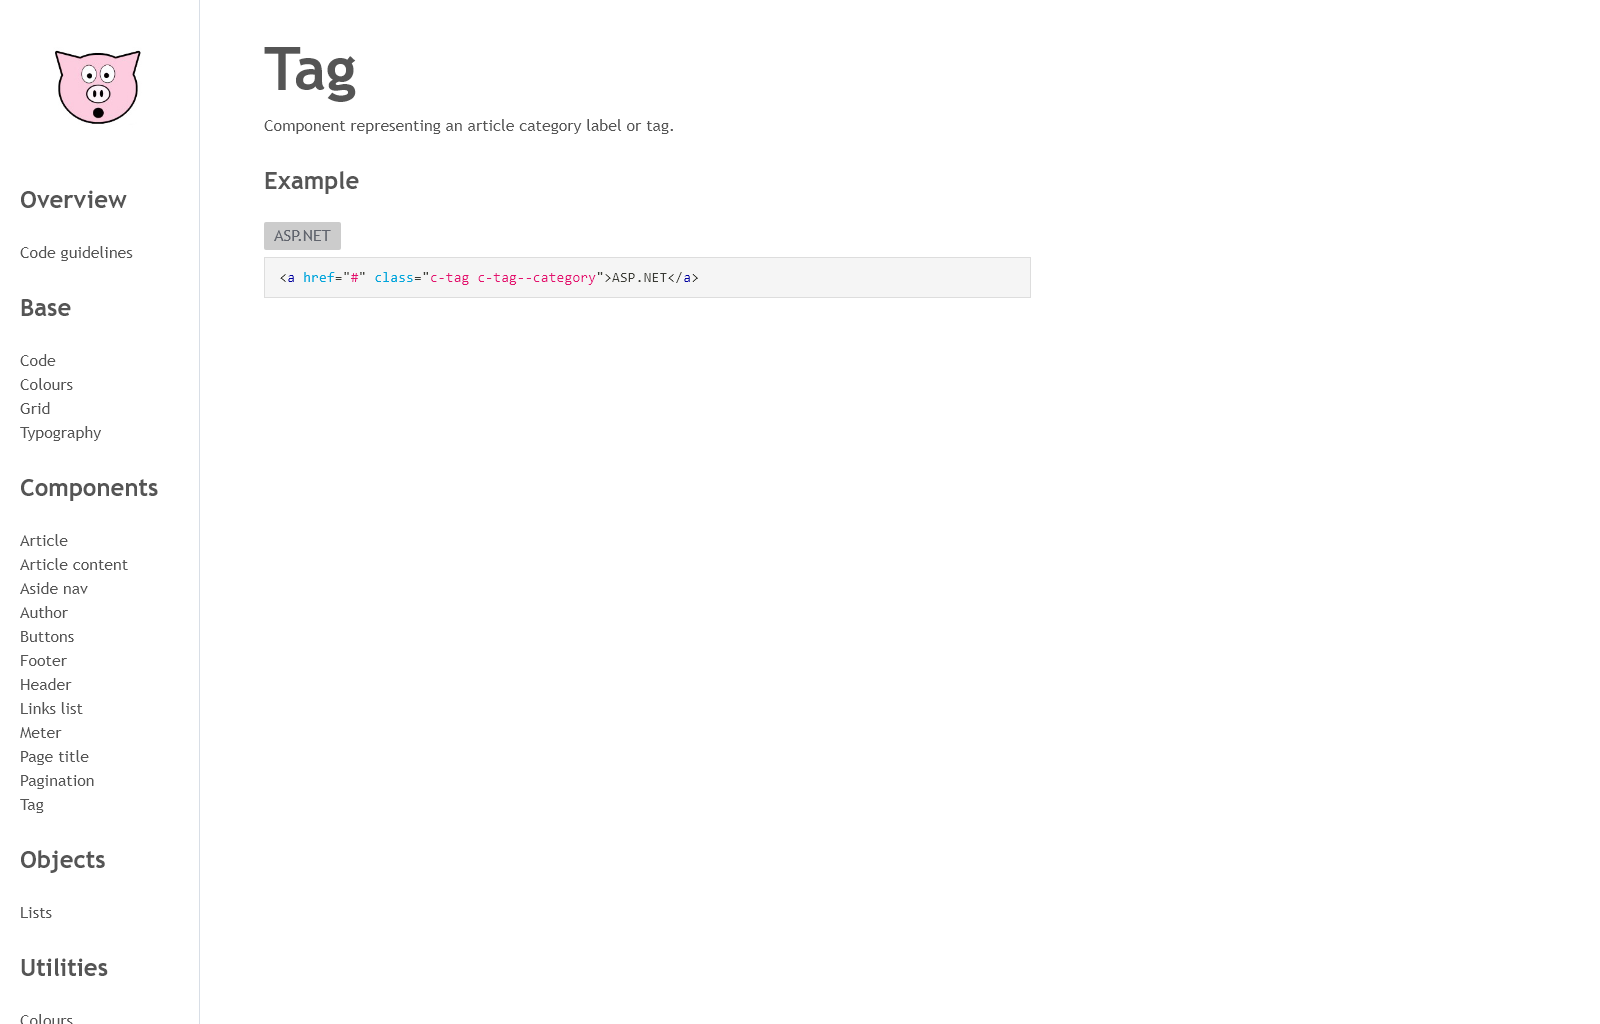 Overview
Code guidelines
Base
Code
Colours
Grid
Typography
Components
Article
Article content
Aside nav
Author
Buttons
Footer
Header
Links list
Meter
Page title
Pagination
Tag
Objects
Lists
Utilities
Colours
Tag
Component representing an article category label or tag.
Example
ASP.NET
<a href="#" class="c-tag c-tag--category">ASP.NET</a>